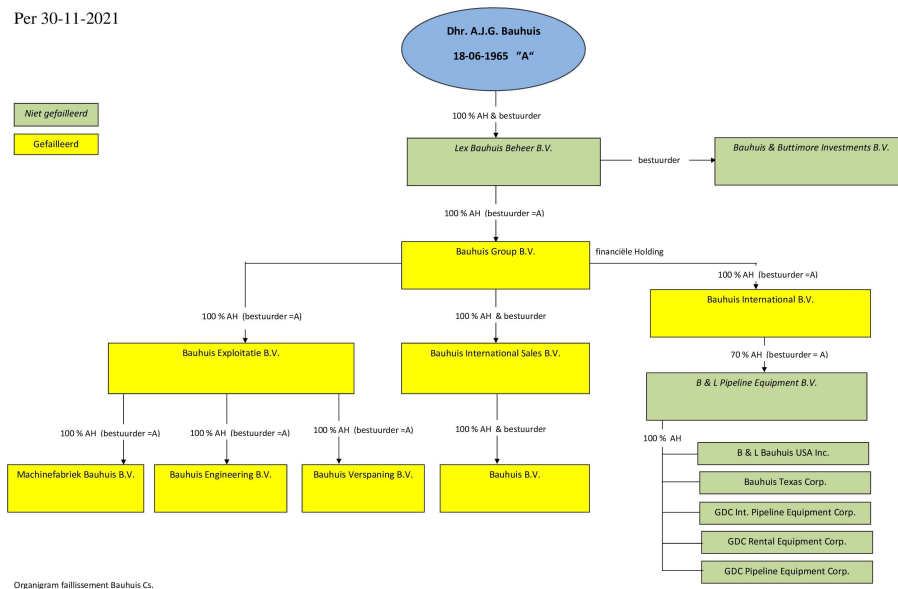 Per 30-11-2021
Dhr. A.J.G. Bauhuis
18-06-1965 "A"
Niet gefailleerd
Gefailleerd
100 % AH & bestuurder
Lex Bauhuis Beheer B.V.
bestuurder
Bauhuis & Buttimore Investments B.V.
100 % AH (bestuurder =A)
Bauhuis Group B.V.
financiële Holding
100 % AH (bestuurder =A)
Bauhuis International B.V.
100 % AH (bestuurder =A)
100 % AH & bestuurder
Bauhuis Exploitatie B.V.
Bauhuis International Sales B.V.
70 % AH (bestuurder = A)
B & L Pipeline Equipment B.V.
100 % AH (bestuurder =A)
100 % AH (bestuurder =A)
100 % AH (bestuurder =A)
100 % AH & bestuurder
100 % AH
Machinefabriek Bauhuis B.V.
Bauhuis Engineering B.V.
Bauhuis Verspaning B.V.
Bauhuis B.V.
B & L Bauhuis USA Inc.
Bauhuis Texas Corp.
GDC Int. Pipeline Equipment Corp.
GDC Rental Equipment Corp.
GDC Pipeline Equipment Corp.
Organigram faillissement Bauhuis Cs.